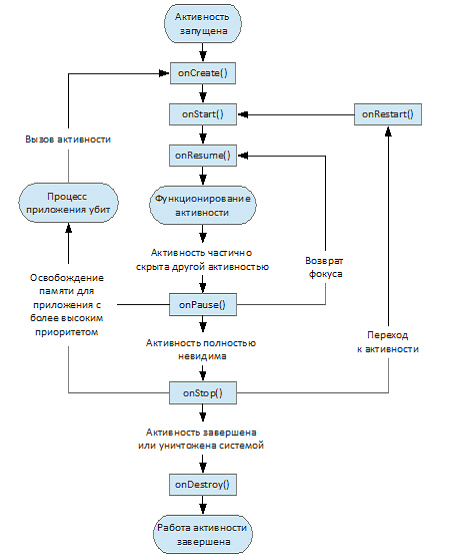 Активность
запущена
onCreate()
onStart()
onRestart()
Вызов активности
onResume()
Процесс
приложения убит
Функционирование
активности
Активность частично
скрыта другой активностью
Возврат
фокуса
Освобождение
памяти для
приложения с
более высоким
приоритетом
onPause()
Активность полностью
невидима
Переход
к активности
onStop()
Активность завершена
или уничтожена системой
onDestroy()
Работа активности
завершена